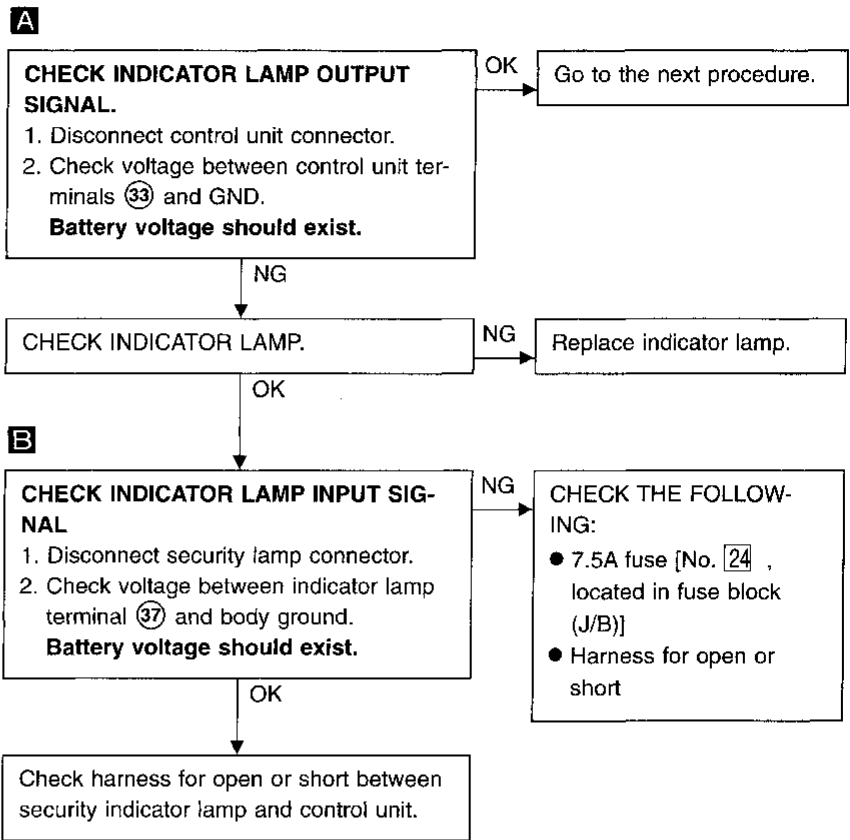 A
CHECK INDICATOR LAMP OUTPUT
SIGNAL.
1. Disconnect control unit connector.
2. Check voltage between control unit ter-
minals ㉝ and GND.
Battery voltage should exist.
OK
Go to the next procedure.
NG
CHECK INDICATOR LAMP.
NG
Replace indicator lamp.
OK
B
CHECK INDICATOR LAMP INPUT SIG-
NAL
1. Disconnect security lamp connector.
2. Check voltage between indicator lamp
terminal ㊲ and body ground.
Battery voltage should exist.
NG
CHECK THE FOLLOW-
ING:
● 7.5A fuse [No. 24 ,
located in fuse block
(J/B)]
● Harness for open or
short
OK
Check harness for open or short between
security indicator lamp and control unit.